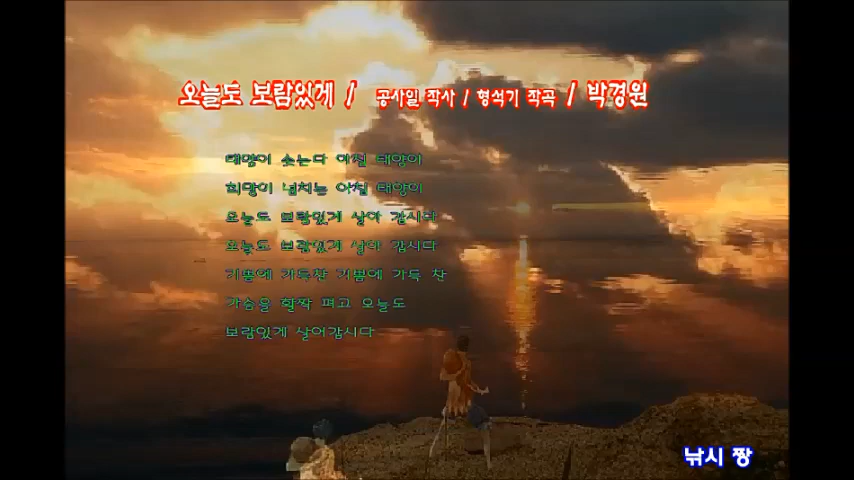 오늘도 보람있게 / 공사일 작사 / 형석기 작곡 / 박경원
태양이 솟는다 아침 태양이
희망이 넘치는 아침 태양이
오늘도 보람있게 살아 갑시다
오늘도 보람있게 살아 갑시다
기쁨에 가득찬 기쁨에 가득 찬
가슴을 활짝 펴고 오늘도
보람있게 살어갑시다
낚시 짱